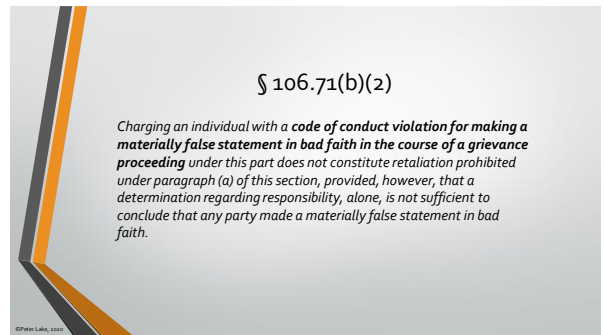 § 106.71(b)(2)
Charging an individual with a code of conduct violation for making a
materially false statement in bad faith in the course of a grievance
proceeding under this part does not constitute retaliation prohibited
under paragraph (a) of this section, provided, however, that a
determination regarding responsibility, alone, is not sufficient to
conclude that any party made a materially false statement in bad
faith.
©Peter Lake, 2020